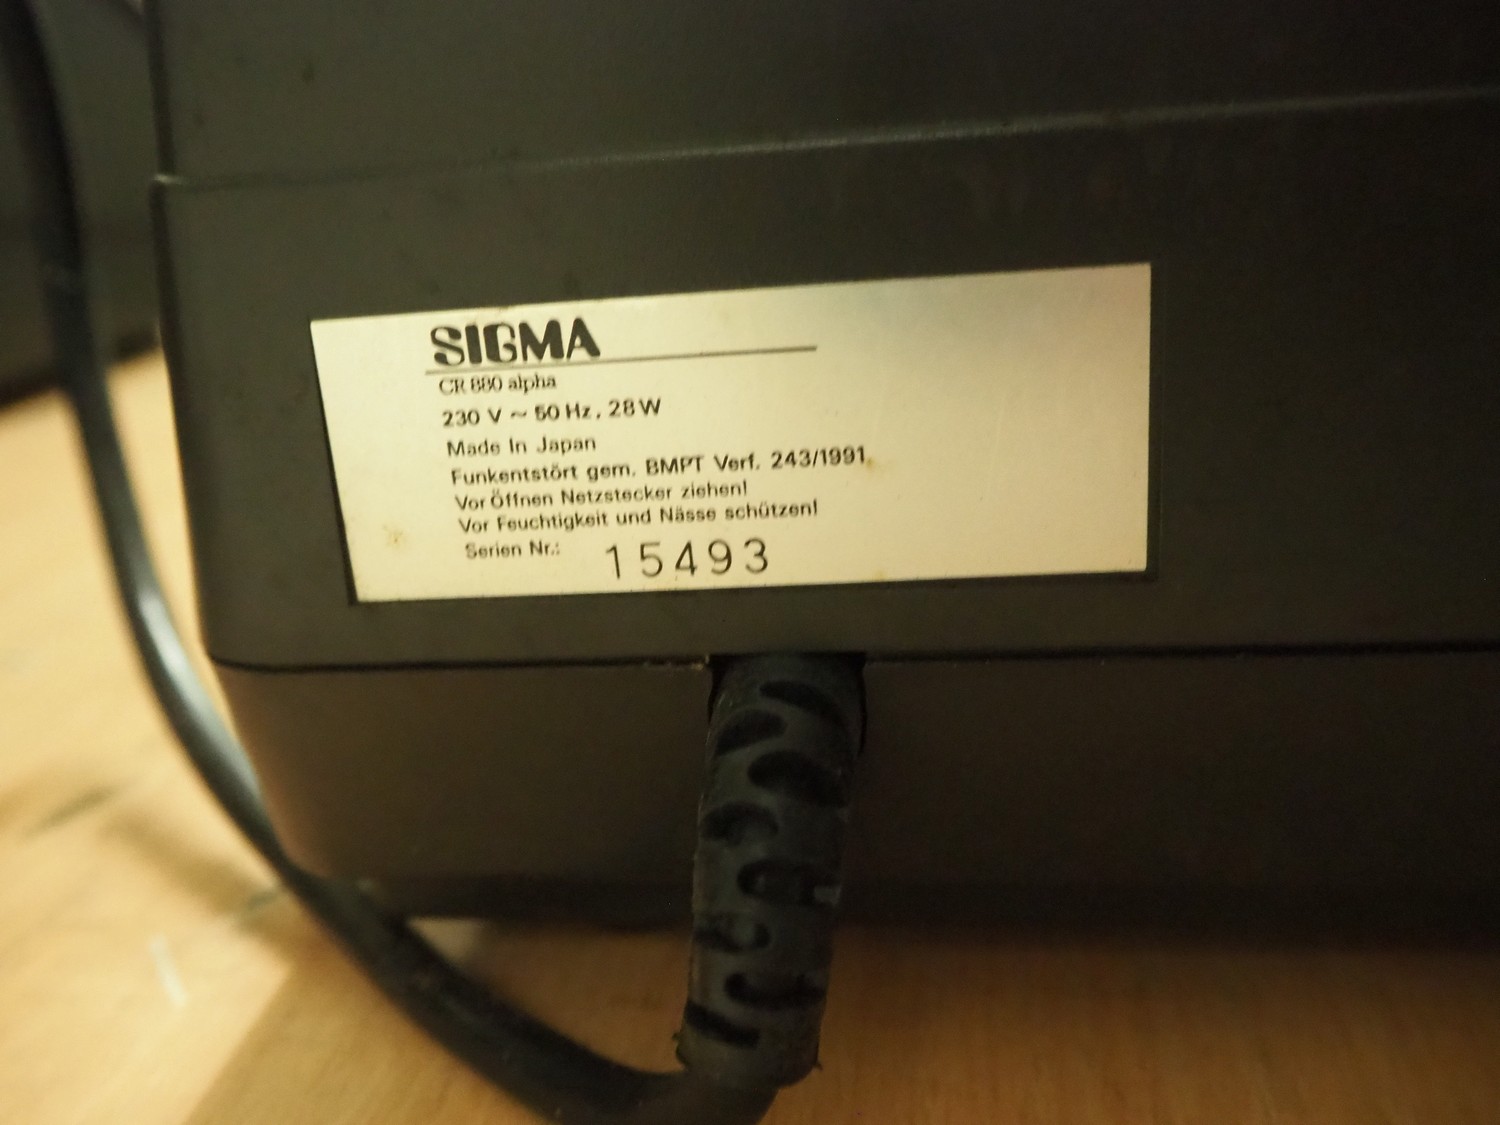 SIGMA
CR 880 alpha
230 V ~ 50 Hz, 28 W
Made In Japan
Funkentstört gem. BMPT Verf. 243/1991
Vor Öffnen Netzstecker ziehen!
Vor Feuchtigkeit und Nässe schützen!
Serien Nr.: 15493